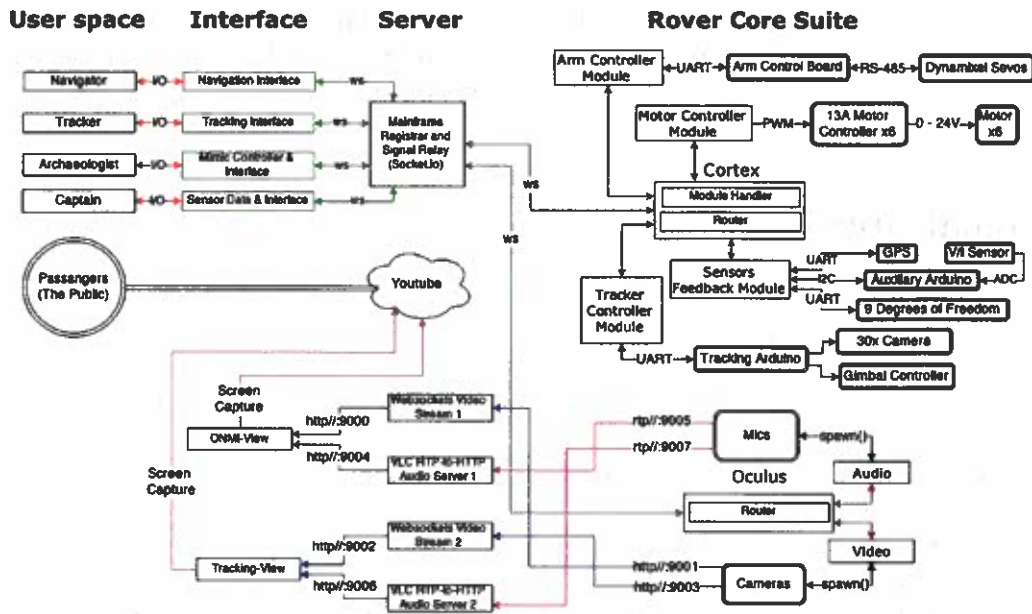 User space
Interface
Server
Rover Core Suite
Navigator
I/O
Navigation Interface
ws
Tracker
I/O
Tracking Interface
ws
Archaeologist
I/O
Mimic Controller &
Interface
ws
Captain
I/O
Sensor Data & Interface
ws
Mainframe
Registrar and
Signal Relay
(Socket.io)
ws
ws
Arm Controller
Module
UART
Arm Control Board
RS-485
Dynamixel Sevos
Motor Controller
Module
PWM
13A Motor
Controller x6
0 - 24V
Motor
x6
Cortex
Module Handler
Router
Sensors
Feedback Module
UART
GPS
V/I Sensor
I2C
Auxiliary Arduino
ADC
UART
9 Degrees of Freedom
Tracker
Controller
Module
UART
Tracking Arduino
30x Camera
Gimbal Controller
Passangers
(The Public)
Youtube
Screen
Capture
ONMI-View
Screen
Capture
http//:9000
Websockets Video
Stream 1
http//:9004
VLC RTP-to-HTTP
Audio Server 1
rtp//:9005
rtp//:9007
Mics
spawn()
Audio
Oculus
Router
Video
Tracking-View
http//:9002
Websockets Video
Stream 2
http//:9006
VLC RTP-to-HTTP
Audio Server 2
http//:9001
http//:9003
Cameras
spawn()